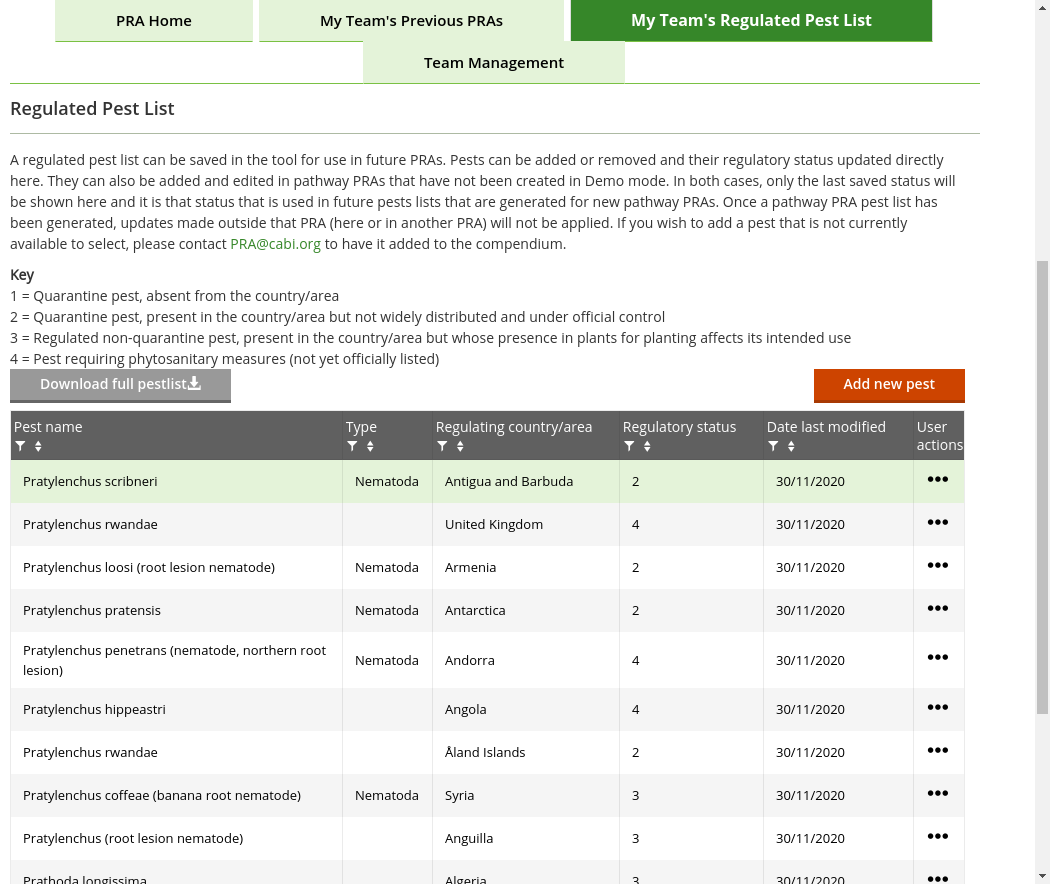 PRA Home
My Team's Previous PRAs
My Team's Regulated Pest List
Team Management
Regulated Pest List
A regulated pest list can be saved in the tool for use in future PRAs. Pests can be added or removed and their regulatory status updated directly
here. They can also be added and edited in pathway PRAs that have not been created in Demo mode. In both cases, only the last saved status will
be shown here and it is that status that is used in future pests lists that are generated for new pathway PRAs. Once a pathway PRA pest list has
been generated, updates made outside that PRA (here or in another PRA) will not be applied. If you wish to add a pest that is not currently
available to select, please contact PRA@cabi.org to have it added to the compendium.
Key
1 = Quarantine pest, absent from the country/area
2 = Quarantine pest, present in the country/area but not widely distributed and under official control
3 = Regulated non-quarantine pest, present in the country/area but whose presence in plants for planting affects its intended use
4 = Pest requiring phytosanitary measures (not yet officially listed)
Download full pestlist
Add new pest
Pest name Type Regulating country/area Regulatory status Date last modified User
actions
Pratylenchus scribneri Nematoda Antigua and Barbuda 2 30/11/2020 •••
Pratylenchus rwandae United Kingdom 4 30/11/2020 •••
Pratylenchus loosi (root lesion nematode) Nematoda Armenia 2 30/11/2020 •••
Pratylenchus pratensis Nematoda Antarctica 2 30/11/2020 •••
Pratylenchus penetrans (nematode, northern root
lesion) Nematoda Andorra 4 30/11/2020 •••
Pratylenchus hippeastri Angola 4 30/11/2020 •••
Pratylenchus rwandae Åland Islands 2 30/11/2020 •••
Pratylenchus coffeae (banana root nematode) Nematoda Syria 3 30/11/2020 •••
Pratylenchus (root lesion nematode) Anguilla 3 30/11/2020 •••
Prathoda longissima Algeria 3 30/11/2020 •••